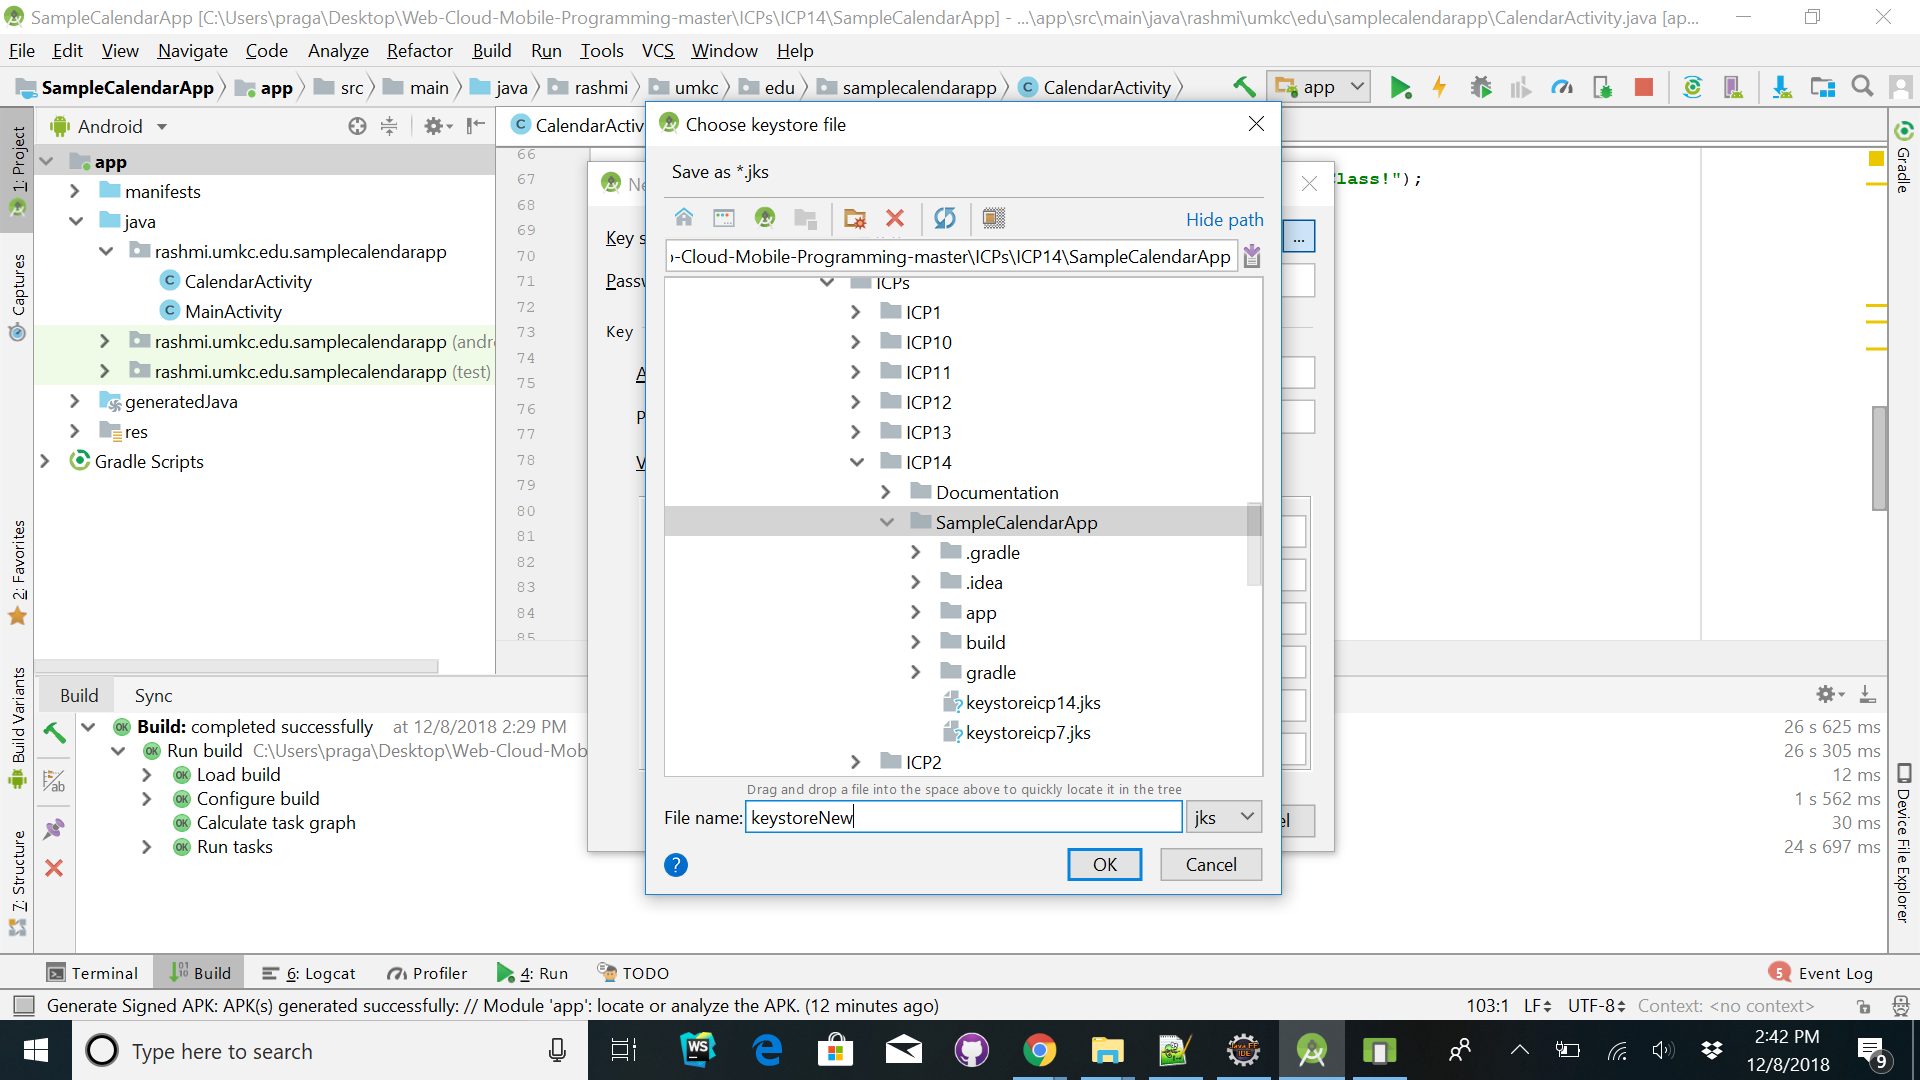 SampleCalendarApp [C:\Users\praga\Desktop\Web-Cloud-Mobile-Programming-master\ICPs\ICP14\SampleCalendarApp] - ...\app\src\main\java\rashmi\umkc\edu\samplecalendarapp\CalendarActivity.java [ap...
File Edit View Navigate Code Analyze Refactor Build Run Tools VCS Window Help
SampleCalendarApp app src main java rashmi umkc edu samplecalendarapp CalendarActivity app
Android
CalendarActiv
1: Project
Captures
2: Favorites
Build Variants
7: Structure
app
manifests
java
rashmi.umkc.edu.samplecalendarapp
CalendarActivity
MainActivity
rashmi.umkc.edu.samplecalendarapp (andr
rashmi.umkc.edu.samplecalendarapp (test)
generatedJava
res
Gradle Scripts
66
67
68
69
70
71
72
73
74
75
76
77
78
79
80
81
82
83
84
85
lass!");
Ne
Key s
Passw
Key
A
P
V
...
el
Choose keystore file
Save as *.jks
Hide path
-Cloud-Mobile-Programming-master\ICPs\ICP14\SampleCalendarApp
ICPs
ICP1
ICP10
ICP11
ICP12
ICP13
ICP14
Documentation
SampleCalendarApp
.gradle
.idea
app
build
gradle
keystoreicp14.jks
keystoreicp7.jks
ICP2
Drag and drop a file into the space above to quickly locate it in the tree
File name: keystoreNew jks
? OK Cancel
Gradle
Device File Explorer
Build Sync
Build: completed successfully at 12/8/2018 2:29 PM 26 s 625 ms
Run build C:\Users\praga\Desktop\Web-Cloud-Mob 26 s 305 ms
Load build 12 ms
Configure build 1 s 562 ms
Calculate task graph 30 ms
Run tasks 24 s 697 ms
Terminal Build 6: Logcat Profiler 4: Run TODO 5 Event Log
Generate Signed APK: APK(s) generated successfully: // Module 'app': locate or analyze the APK. (12 minutes ago) 103:1 LF UTF-8 Context: <no context>
Type here to search
WS
2:42 PM
12/8/2018
9